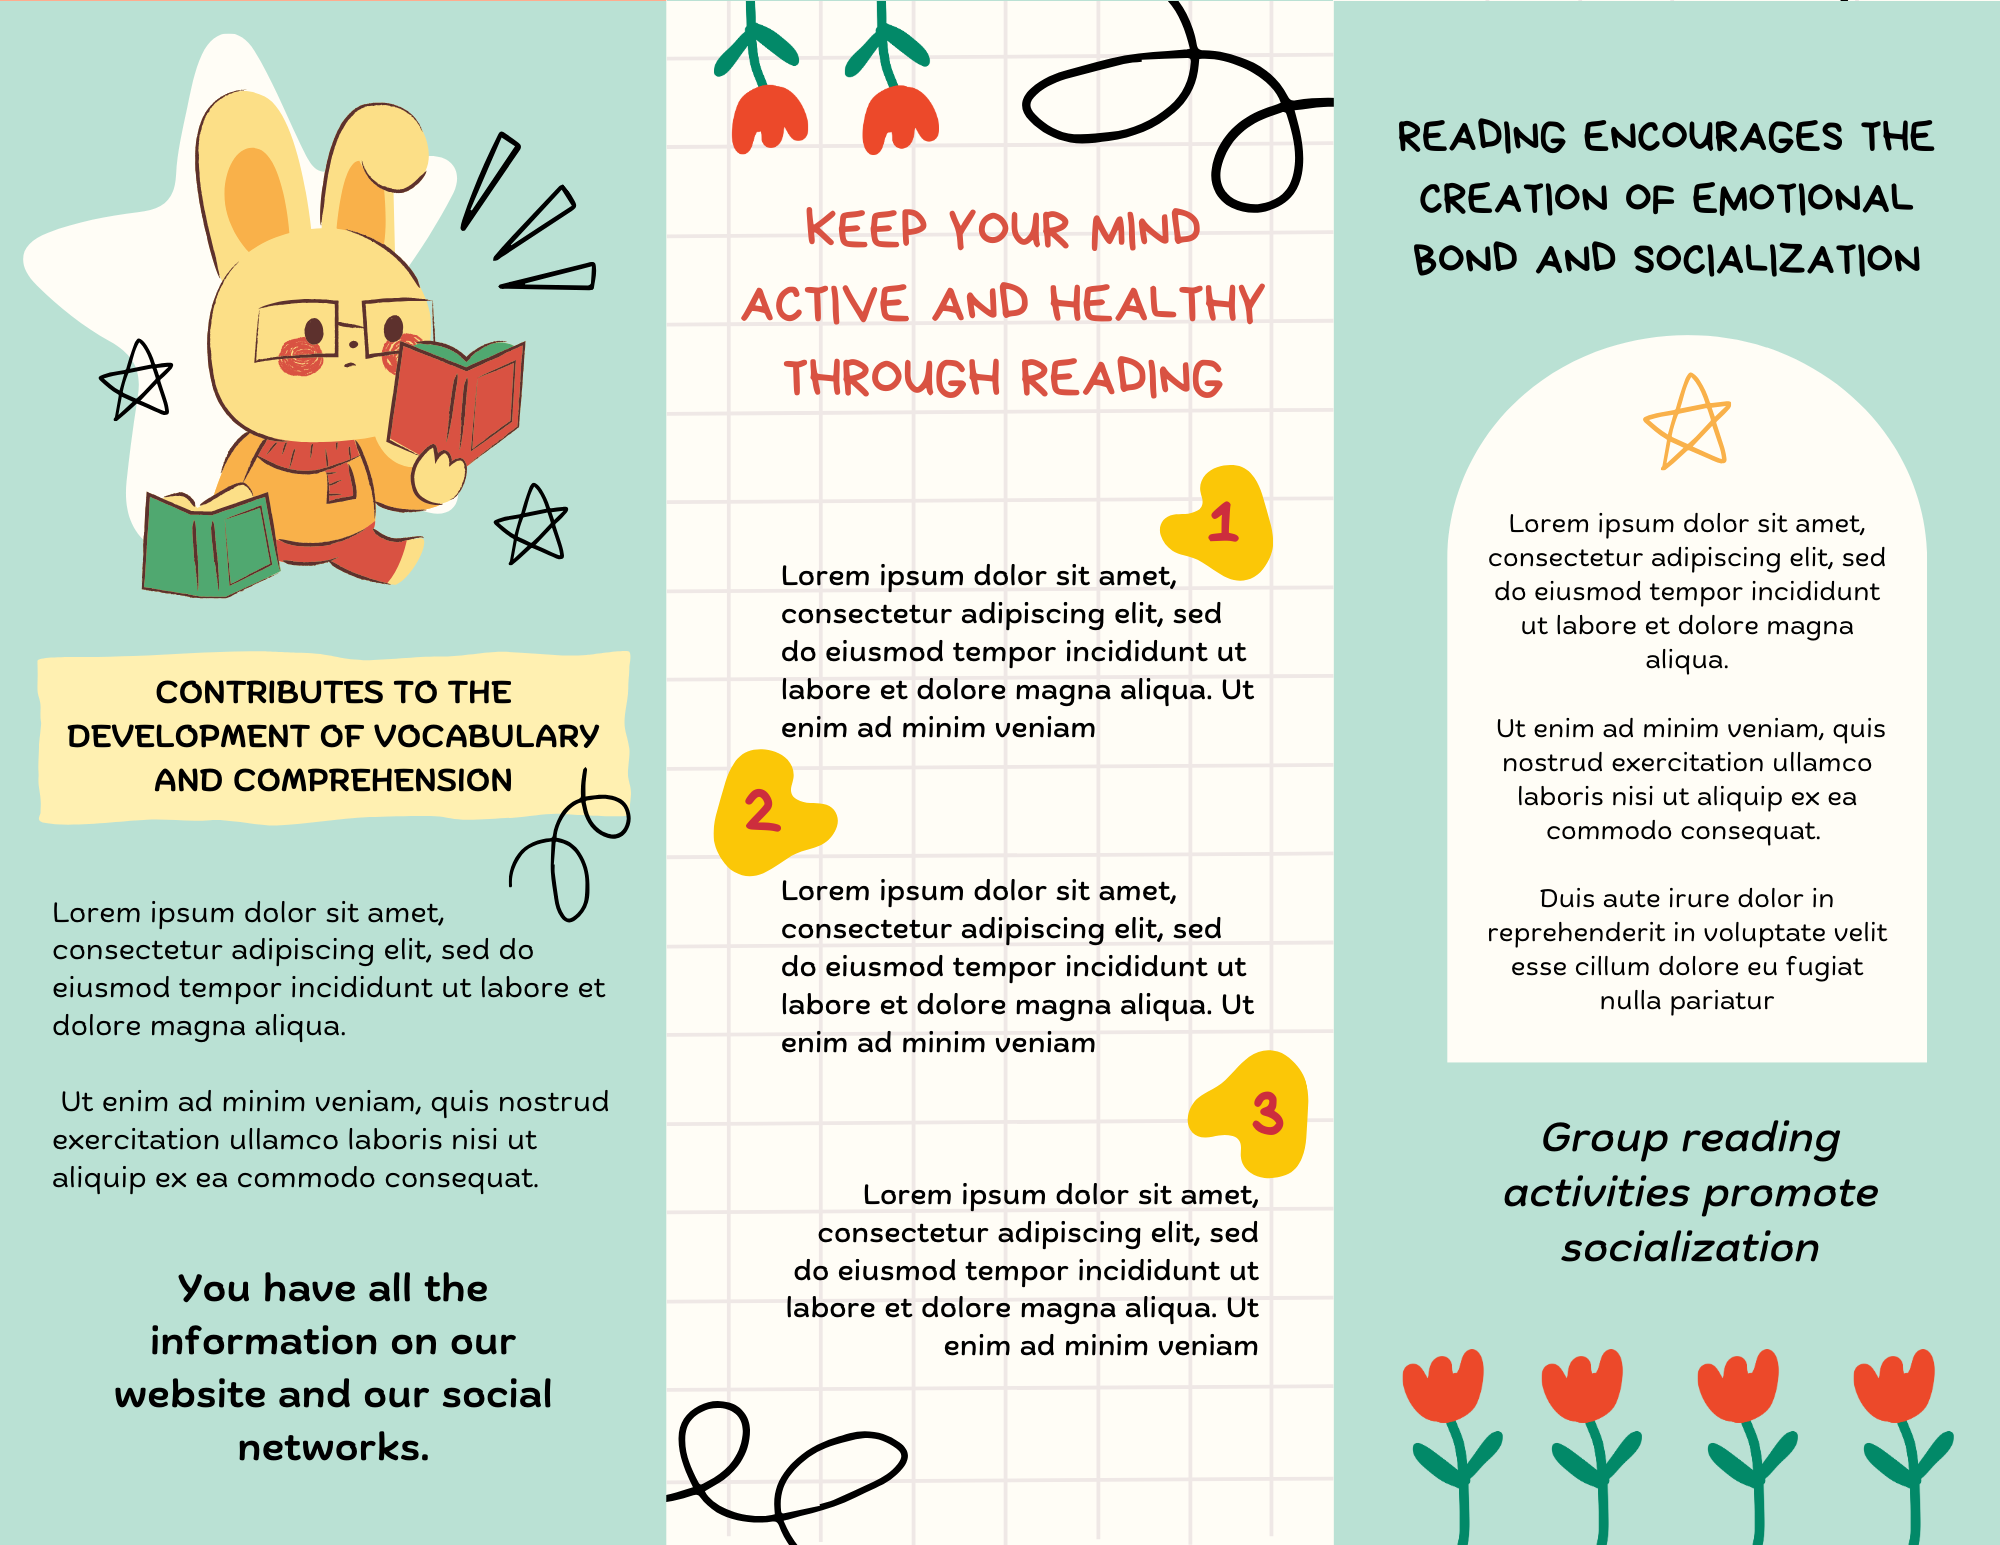 CONTRIBUTES TO THE
DEVELOPMENT OF VOCABULARY
AND COMPREHENSION
Lorem ipsum dolor sit amet,
consectetur adipiscing elit, sed do
eiusmod tempor incididunt ut labore et
dolore magna aliqua.
Ut enim ad minim veniam, quis nostrud
exercitation ullamco laboris nisi ut
aliquip ex ea commodo consequat.
You have all the
information on our
website and our social
networks.
KEEP YOUR MIND
ACTIVE AND HEALTHY
THROUGH READING
1
Lorem ipsum dolor sit amet,
consectetur adipiscing elit, sed
do eiusmod tempor incididunt ut
labore et dolore magna aliqua. Ut
enim ad minim veniam
2
Lorem ipsum dolor sit amet,
consectetur adipiscing elit, sed
do eiusmod tempor incididunt ut
labore et dolore magna aliqua. Ut
enim ad minim veniam
3
Lorem ipsum dolor sit amet,
consectetur adipiscing elit, sed
do eiusmod tempor incididunt ut
labore et dolore magna aliqua. Ut
enim ad minim veniam
READING ENCOURAGES THE
CREATION OF EMOTIONAL
BOND AND SOCIALIZATION
Lorem ipsum dolor sit amet,
consectetur adipiscing elit, sed
do eiusmod tempor incididunt
ut labore et dolore magna
aliqua.
Ut enim ad minim veniam, quis
nostrud exercitation ullamco
laboris nisi ut aliquip ex ea
commodo consequat.
Duis aute irure dolor in
reprehenderit in voluptate velit
esse cillum dolore eu fugiat
nulla pariatur
Group reading
activities promote
socialization